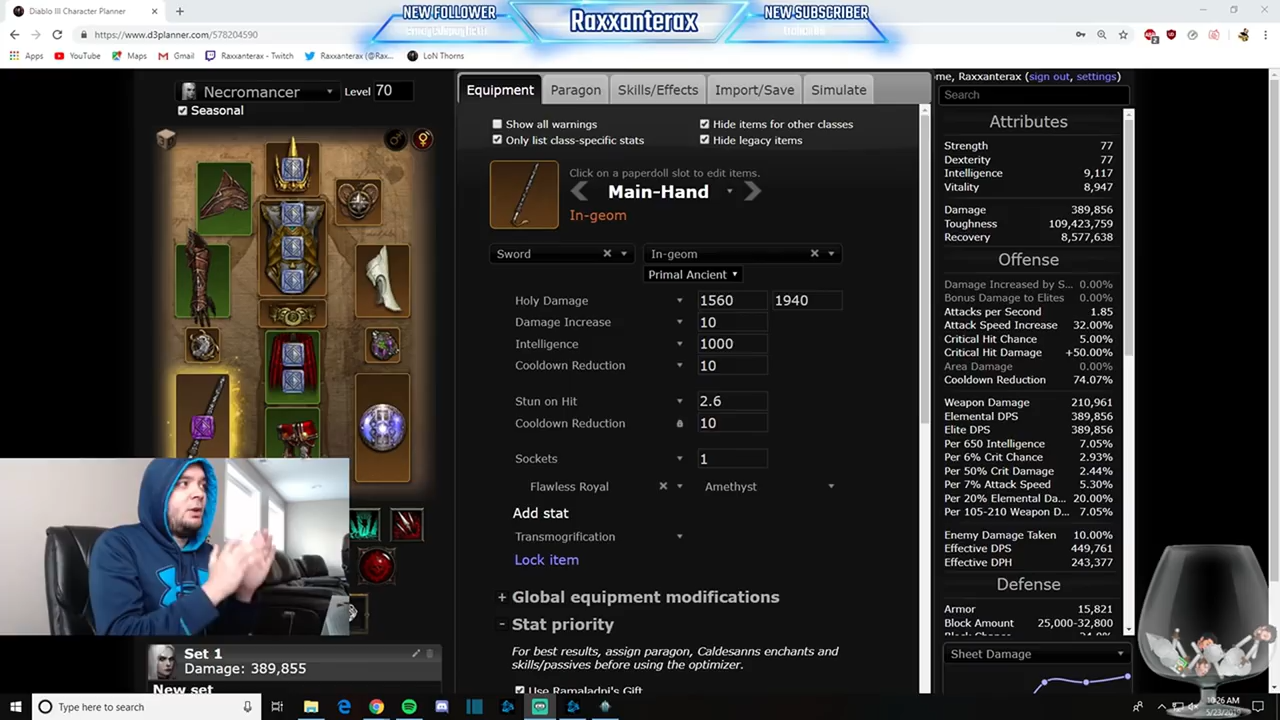 Diablo III Character Planner
NEW FOLLOWER
Raxxanterax
NEW SUBSCRIBER
https://www.d3planner.com/578204590
Apps YouTube Maps Gmail Raxxanterax - Twitch Raxxanterax (@Rax... LoN Thorns
Necromancer Level 70
Seasonal
Equipment Paragon Skills/Effects Import/Save Simulate
ome, Raxxanterax (sign out, settings)
Search
Show all warnings
Hide items for other classes
Only list class-specific stats
Hide legacy items
Click on a paperdoll slot to edit items.
Main-Hand
In-geom
Sword
In-geom
Primal Ancient
Holy Damage 1560 1940
Damage Increase 10
Intelligence 1000
Cooldown Reduction 10
Stun on Hit 2.6
Cooldown Reduction 10
Sockets 1
Flawless Royal Amethyst
Add stat
Transmogrification
Lock item
+ Global equipment modifications
- Stat priority
For best results, assign paragon, Caldesanns enchants and
skills/passives before using the optimizer.
Use Ramaladni's Gift
Attributes
Strength 77
Dexterity 77
Intelligence 9,117
Vitality 8,947
Damage 389,856
Toughness 109,423,759
Recovery 8,577,638
Offense
Damage Increased by S... 0.00%
Bonus Damage to Elites 0.00%
Attacks per Second 1.85
Attack Speed Increase 32.00%
Critical Hit Chance 5.00%
Critical Hit Damage +50.00%
Area Damage 0.00%
Cooldown Reduction 74.07%
Weapon Damage 210,961
Elemental DPS 389,856
Elite DPS 389,856
Per 650 Intelligence 7.05%
Per 6% Crit Chance 2.93%
Per 50% Crit Damage 2.44%
Per 7% Attack Speed 5.30%
Per 20% Elemental Da... 20.00%
Per 105-210 Weapon D... 7.05%
Enemy Damage Taken 10.00%
Effective DPS 449,761
Effective DPH 243,377
Defense
Armor 15,821
Block Amount 25,000-32,800
Sheet Damage
Set 1
Damage: 389,855
New set
Type here to search
10:26 AM